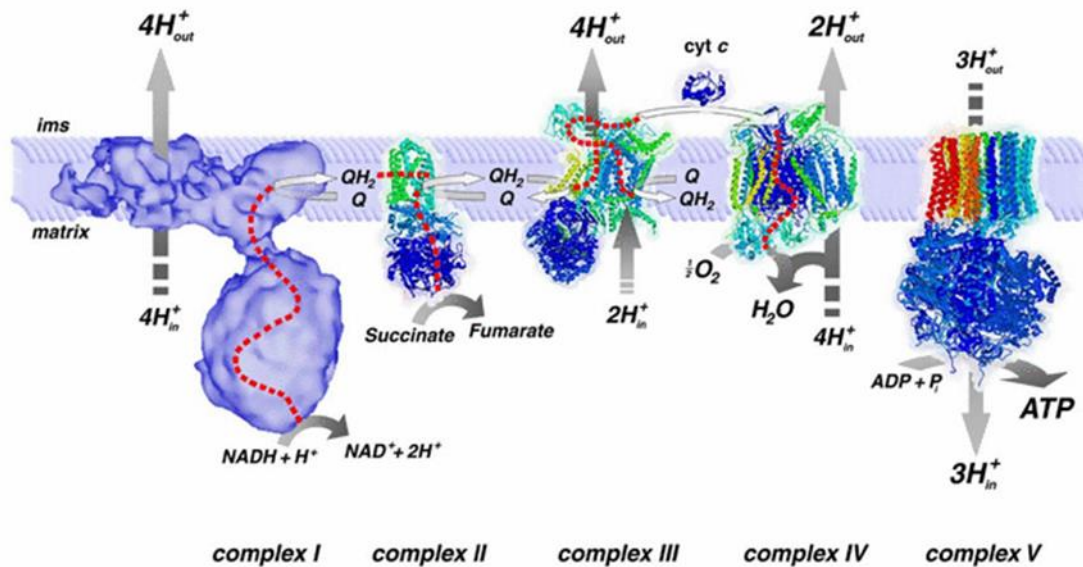 4H⁺out
4H⁺out
cyt c
2H⁺out
3H⁺out
ims
QH₂
Q
QH₂
Q
Q
QH₂
matrix
4H⁺in
Succinate
Fumarate
2H⁺in
½O₂
H₂O
4H⁺in
ADP + Pi
ATP
NADH + H⁺
NAD⁺ + 2H⁺
3H⁺in
complex I
complex II
complex III
complex IV
complex V